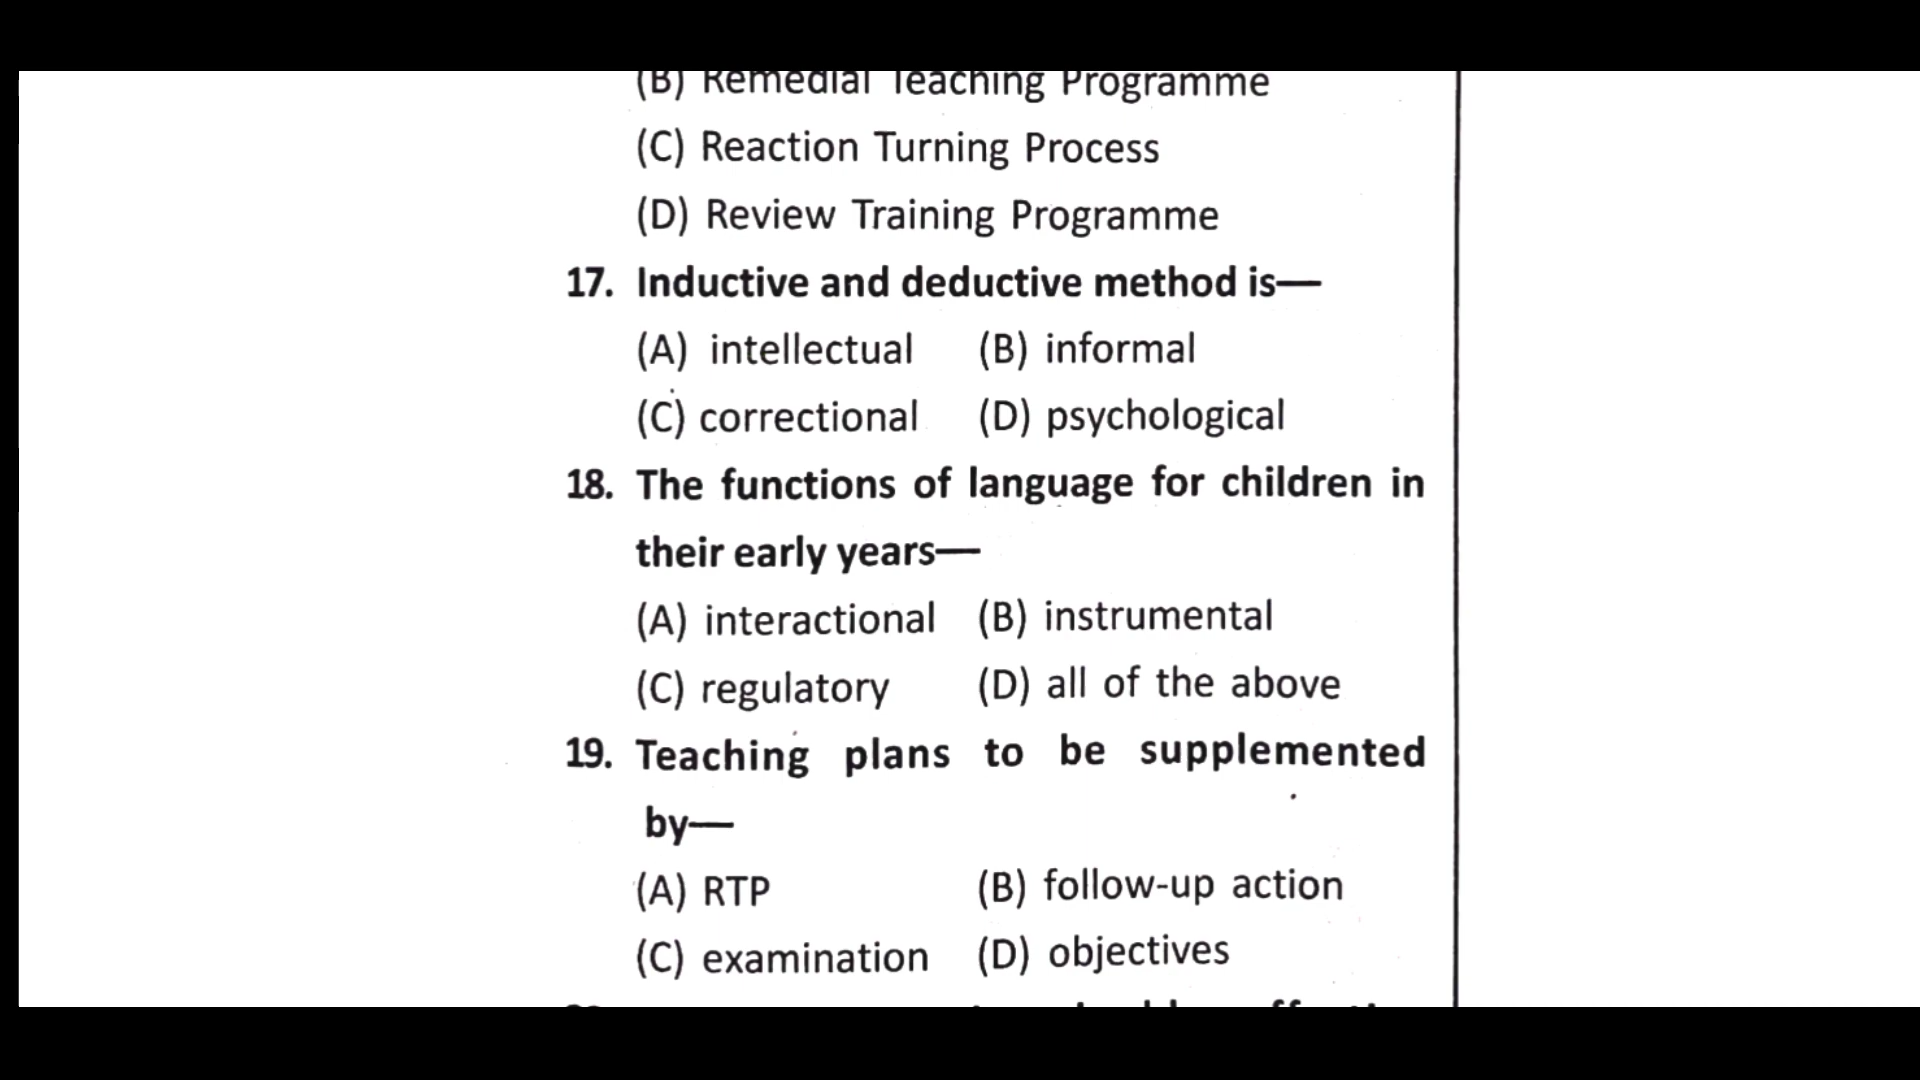 (B) Remedial Teaching Programme
(C) Reaction Turning Process
(D) Review Training Programme
17. Inductive and deductive method is—
(A) intellectual (B) informal
(C) correctional (D) psychological
18. The functions of language for children in
their early years—
(A) interactional (B) instrumental
(C) regulatory (D) all of the above
19. Teaching plans to be supplemented
by—
(A) RTP (B) follow-up action
(C) examination (D) objectives